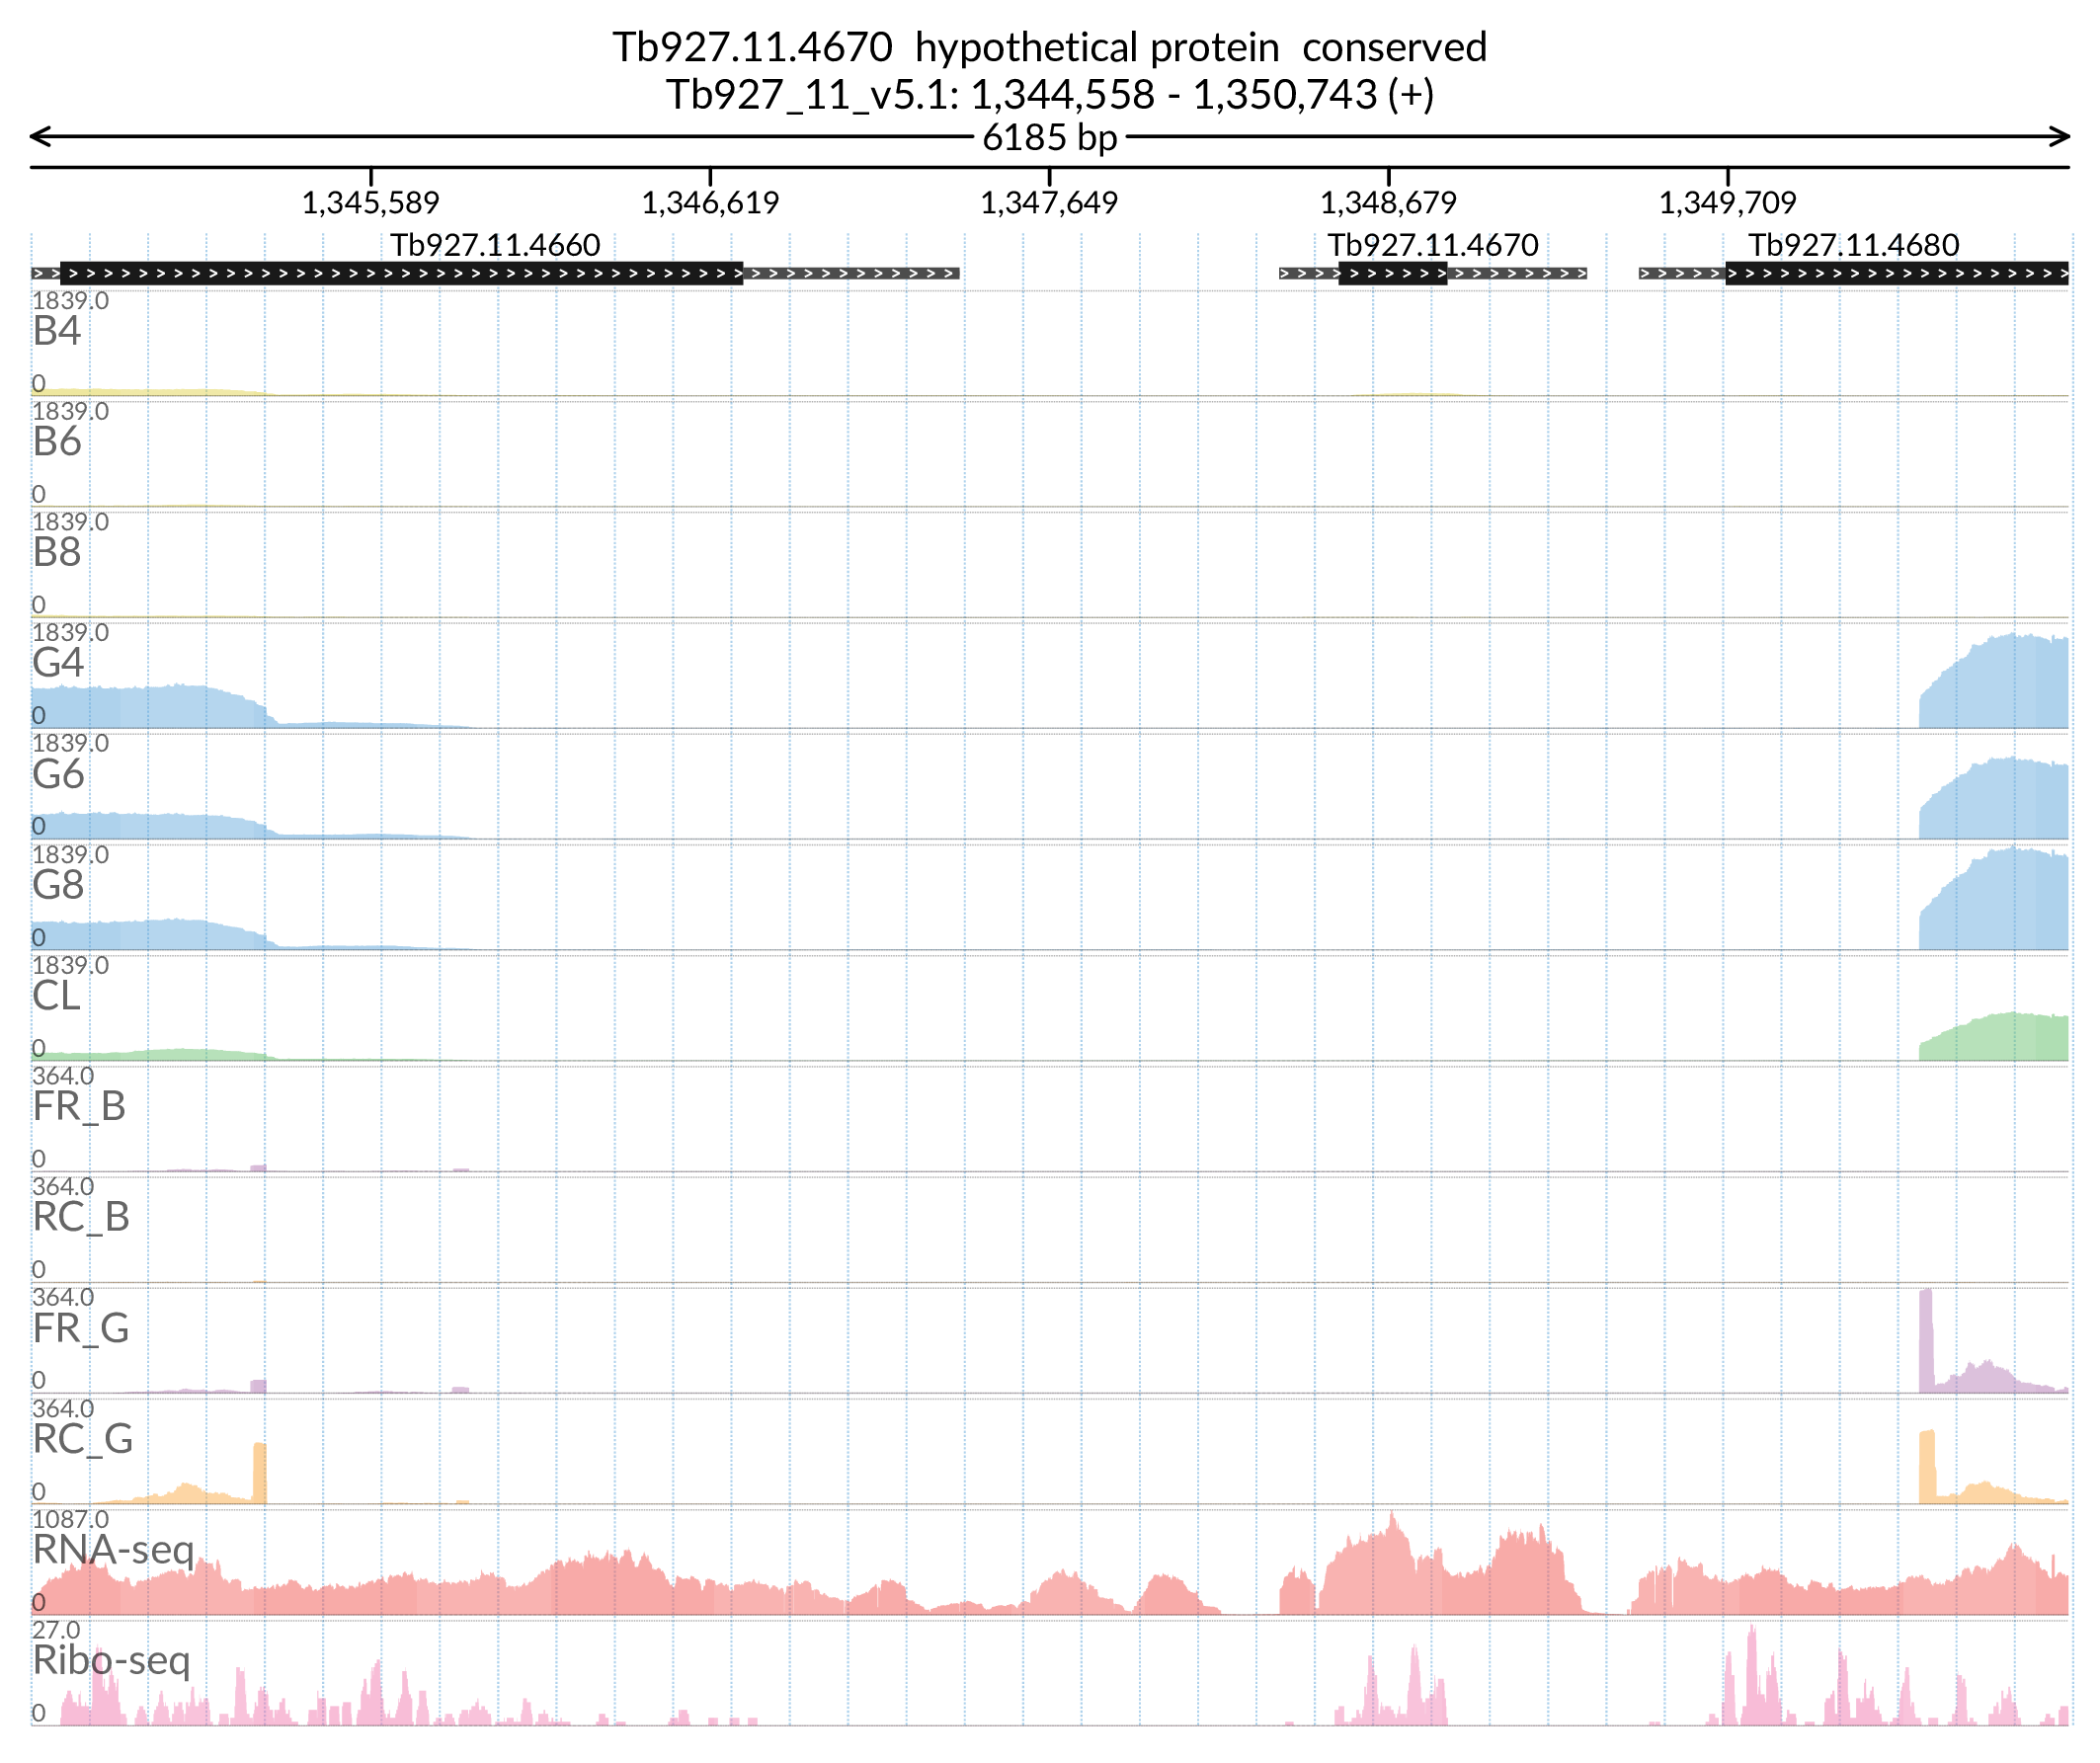 Tb927.11.4670 hypothetical protein conserved
Tb927_11_v5.1: 1,344,558 - 1,350,743 (+)
6185 bp
1,345,589 1,346,619 1,347,649 1,348,679 1,349,709
Tb927.11.4660 Tb927.11.4670 Tb927.11.4680
1839.0
B4
0
1839.0
B6
0
1839.0
B8
0
1839.0
G4
0
1839.0
G6
0
1839.0
G8
0
1839.0
CL
0
364.0
FR_B
0
364.0
RC_B
0
364.0
FR_G
0
364.0
RC_G
0
1087.0
RNA-seq
0
27.0
Ribo-seq
0